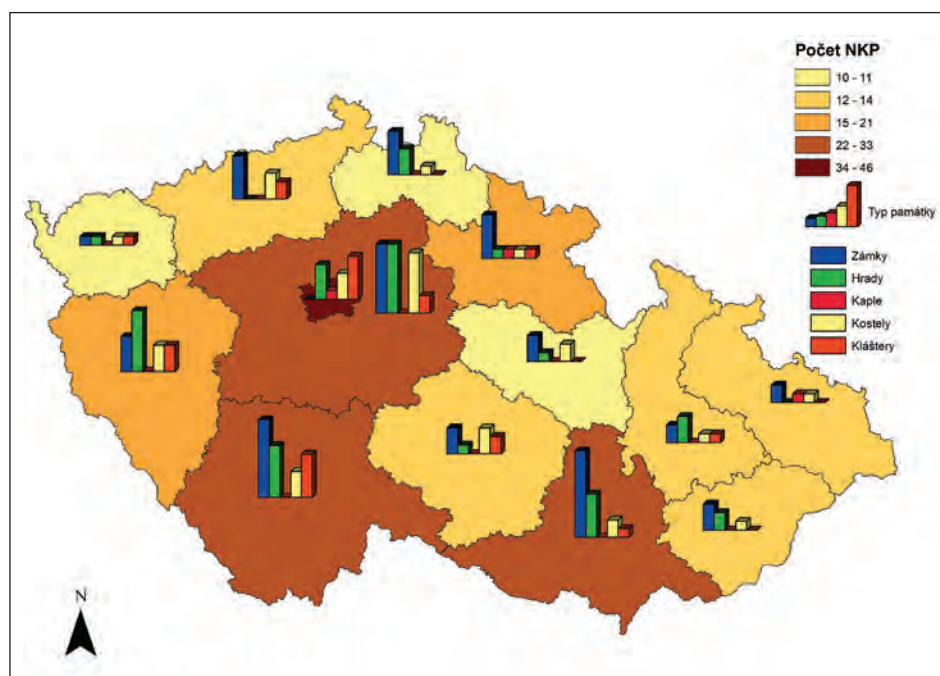 Počet NKP
10 - 11
12 - 14
15 - 21
22 - 33
34 - 46
Typ památky
Zámky
Hrady
Kaple
Kostely
Kláštery
N